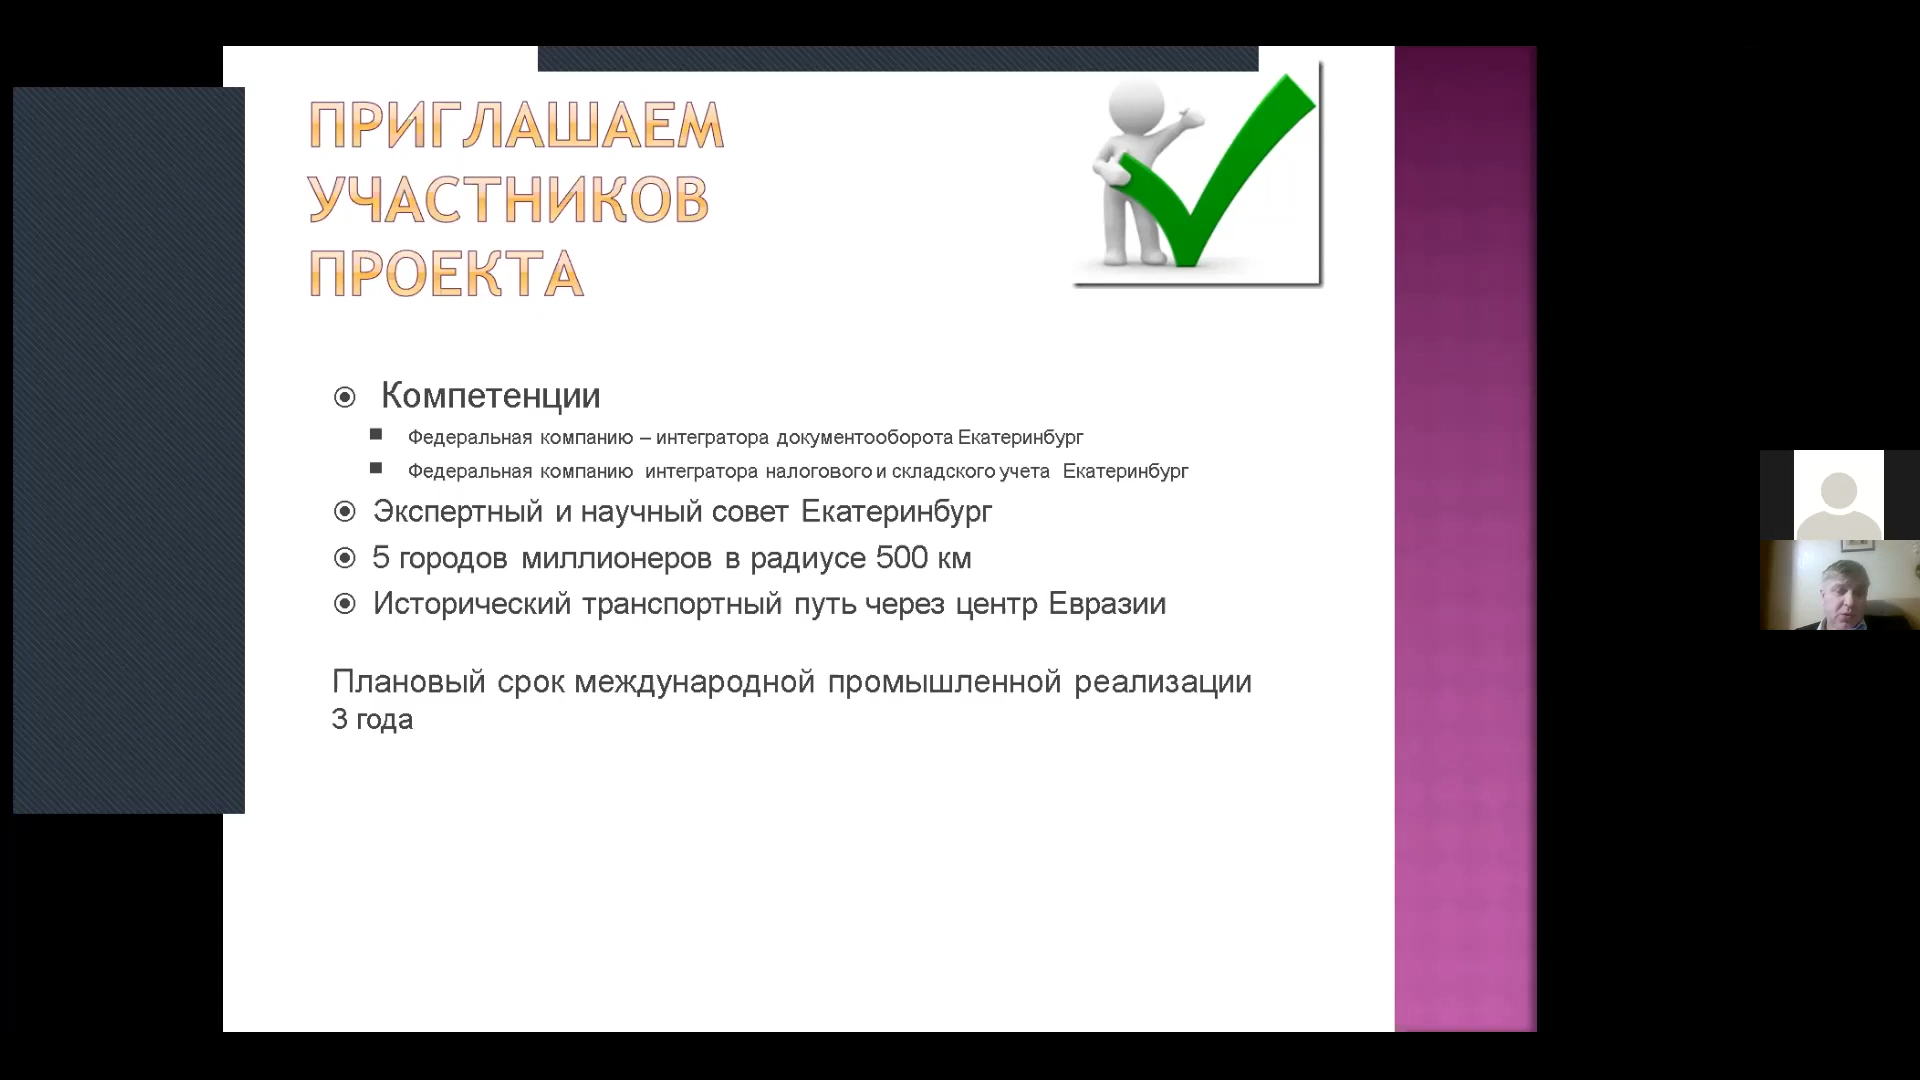 ПРИГЛАШАЕМ
УЧАСТНИКОВ
ПРОЕКТА
Компетенции
Федеральная компанию – интегратора документооборота Екатеринбург
Федеральная компанию интегратора налогового и складского учета Екатеринбург
Экспертный и научный совет Екатеринбург
5 городов миллионеров в радиусе 500 км
Исторический транспортный путь через центр Евразии
Плановый срок международной промышленной реализации
3 года